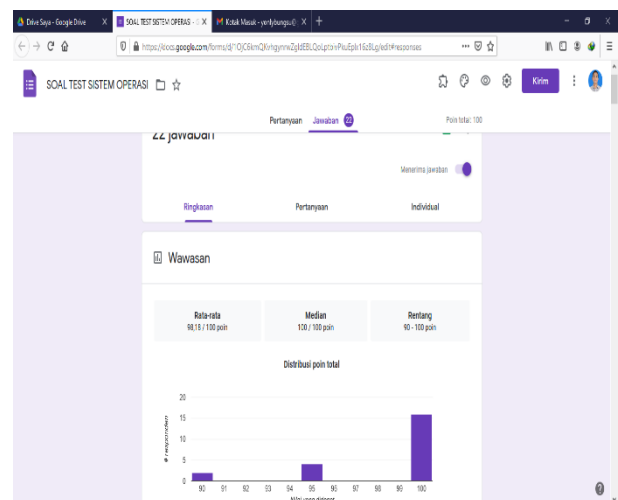 Drive Saya - Google Drive X SOAL TEST SISTEM OPERASI - X Kotak Masuk - X +
SOAL TEST SISTEM OPERASI Kirim
Pertanyaan Jawaban 22 Poin total: 100
22 jawaban
Menerima jawaban
Ringkasan Pertanyaan Individual
Wawasan
Rata-rata Median Rentang
98,18 / 100 poin 100 / 100 poin 90 - 100 poin
Distribusi poin total
20
15
10
5
0
# responden
90 91 92 93 94 95 96 97 98 99 100